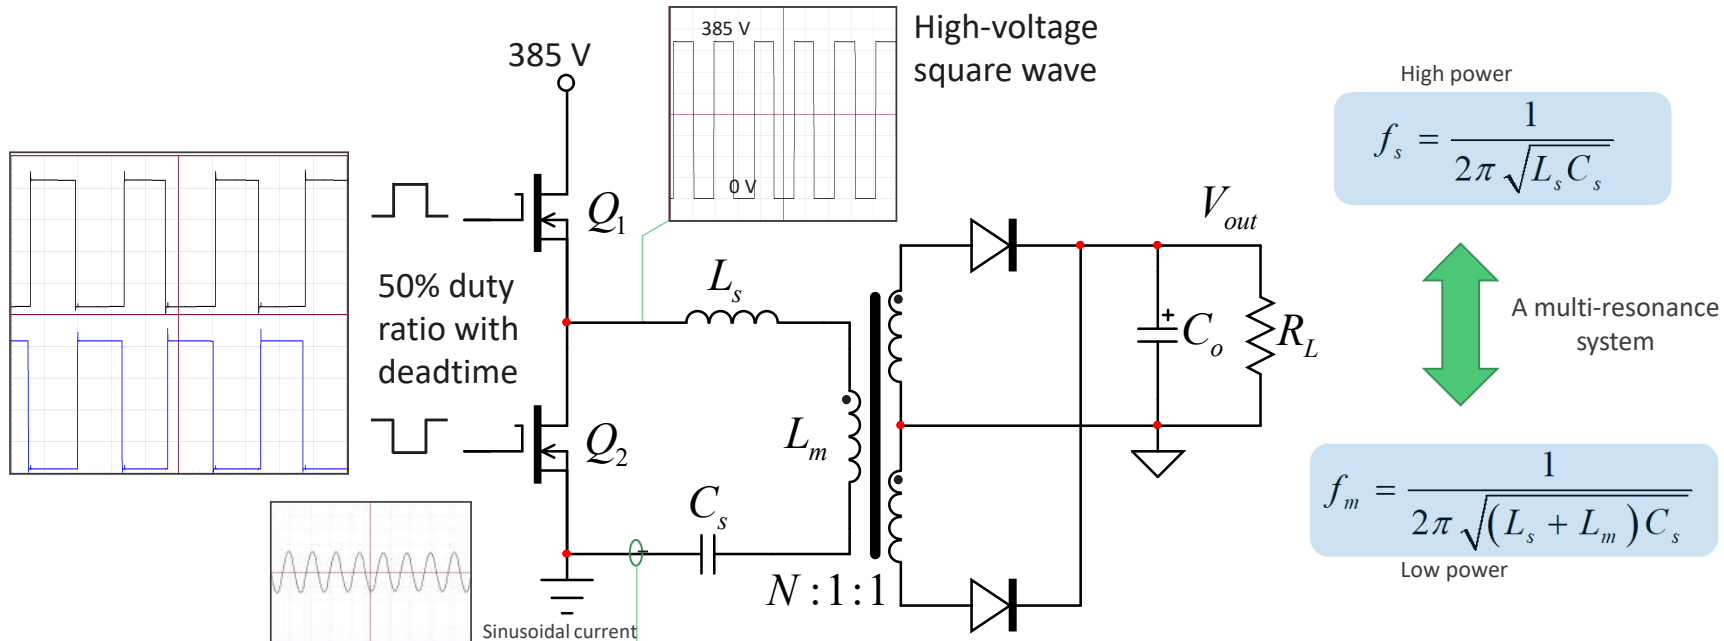 385 V
High-voltage
square wave
385 V
0 V
High power
f_s = 1 / (2π√(L_s C_s))
Q_1
V_out
50% duty
ratio with
deadtime
L_s
C_o
R_L
A multi-resonance
system
Q_2
L_m
C_s
f_m = 1 / (2π√((L_s + L_m) C_s))
Low power
N:1:1
Sinusoidal current